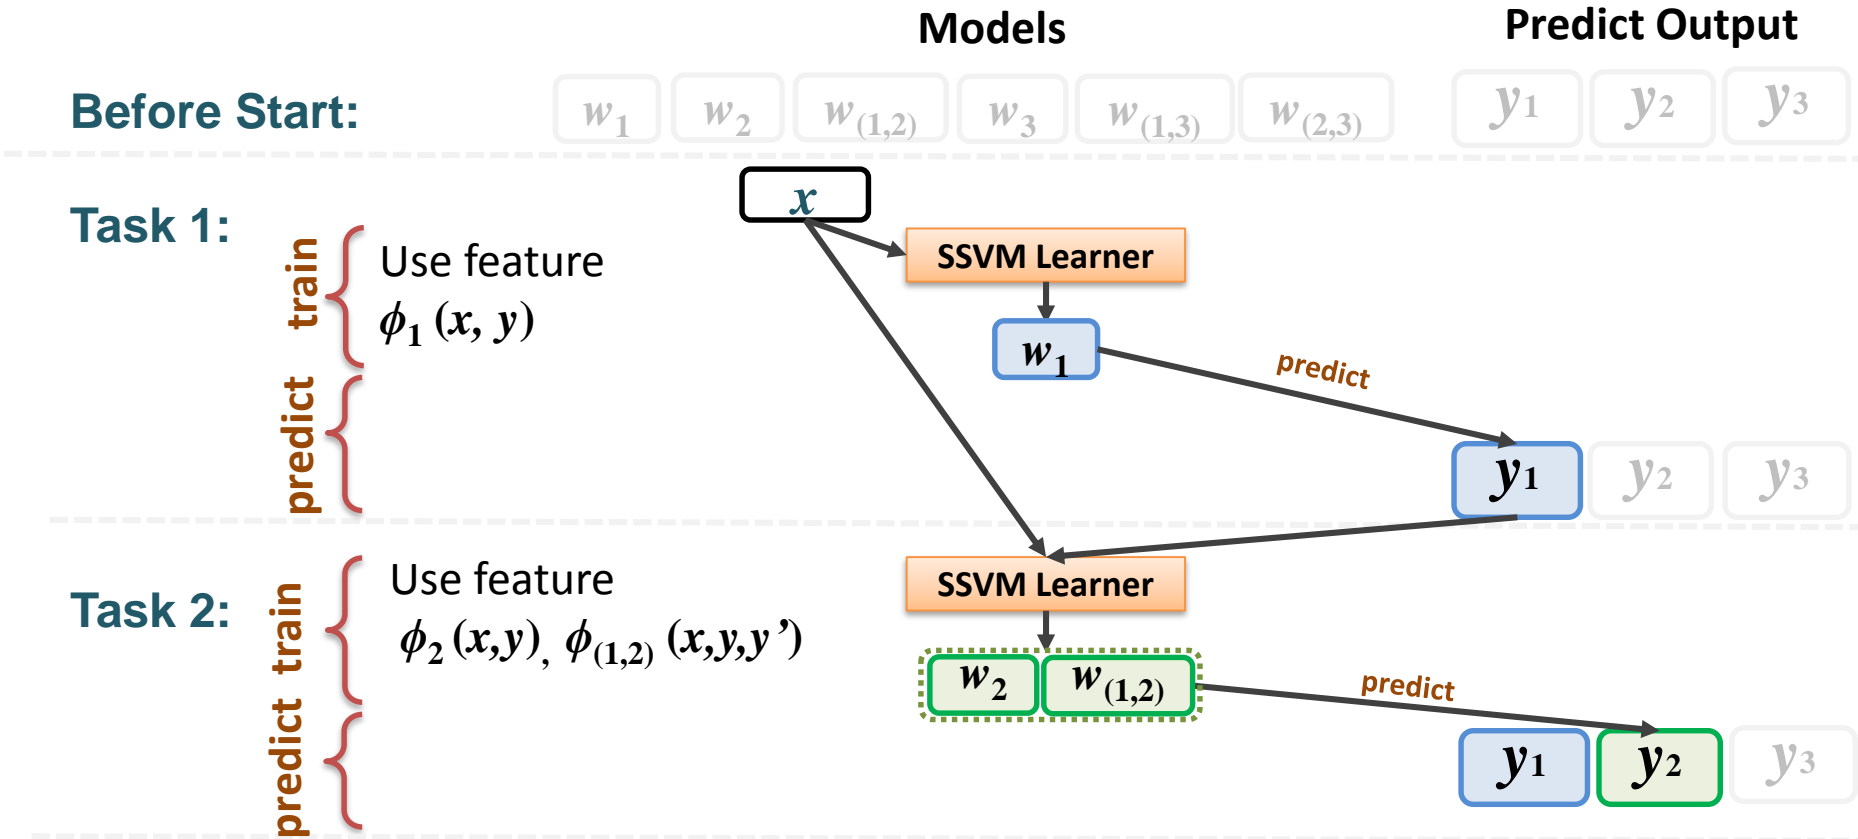 Models Predict Output
Before Start: w1 w2 w(1,2) w3 w(1,3) w(2,3) y1 y2 y3
x
Task 1:
train
Use feature
ϕ1 (x, y)
SSVM Learner
w1
predict
predict
y1 y2 y3
Task 2:
train
Use feature
ϕ2 (x,y), ϕ(1,2) (x,y,y’)
SSVM Learner
w2 w(1,2)
predict
predict
y1 y2 y3